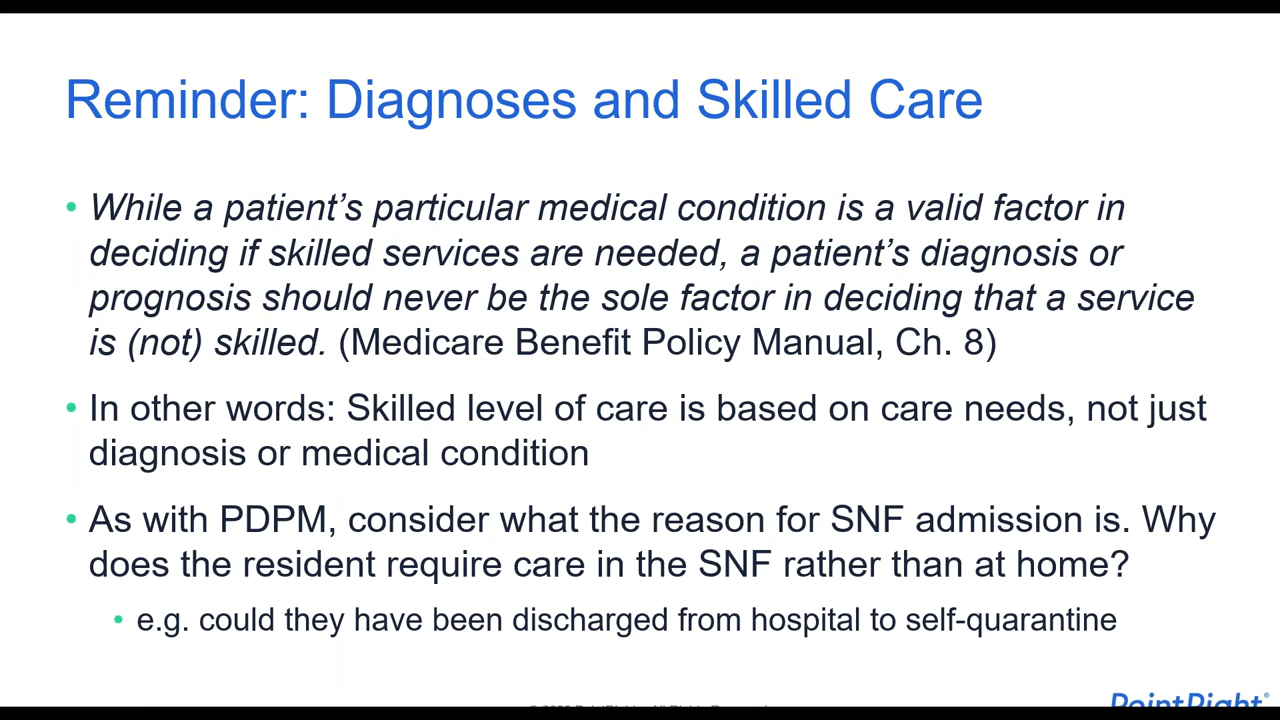 Reminder: Diagnoses and Skilled Care
• While a patient’s particular medical condition is a valid factor in
deciding if skilled services are needed, a patient’s diagnosis or
prognosis should never be the sole factor in deciding that a service
is (not) skilled. (Medicare Benefit Policy Manual, Ch. 8)
• In other words: Skilled level of care is based on care needs, not just
diagnosis or medical condition
• As with PDPM, consider what the reason for SNF admission is. Why
does the resident require care in the SNF rather than at home?
• e.g. could they have been discharged from hospital to self-quarantine
PointRight®